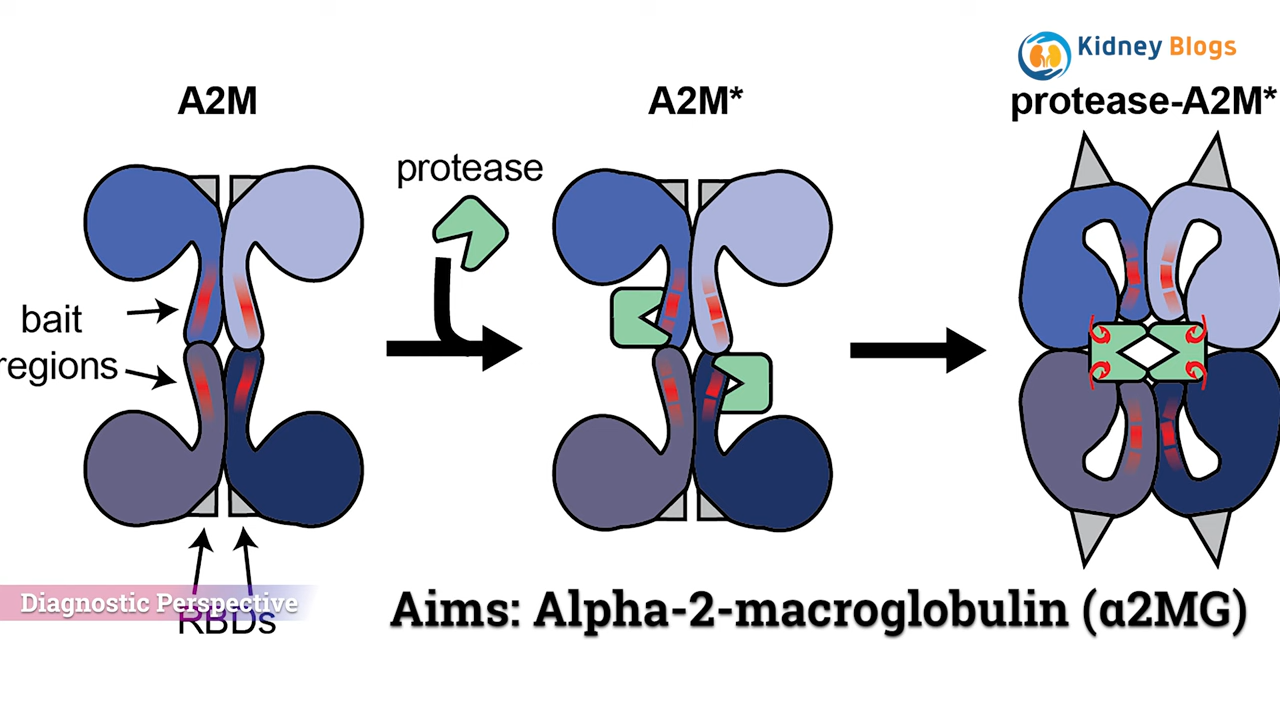 Kidney Blogs
A2M
A2M*
protease-A2M*
protease
bait
regions
RBDs
Diagnostic Perspective
Aims: Alpha-2-macroglobulin (α2MG)